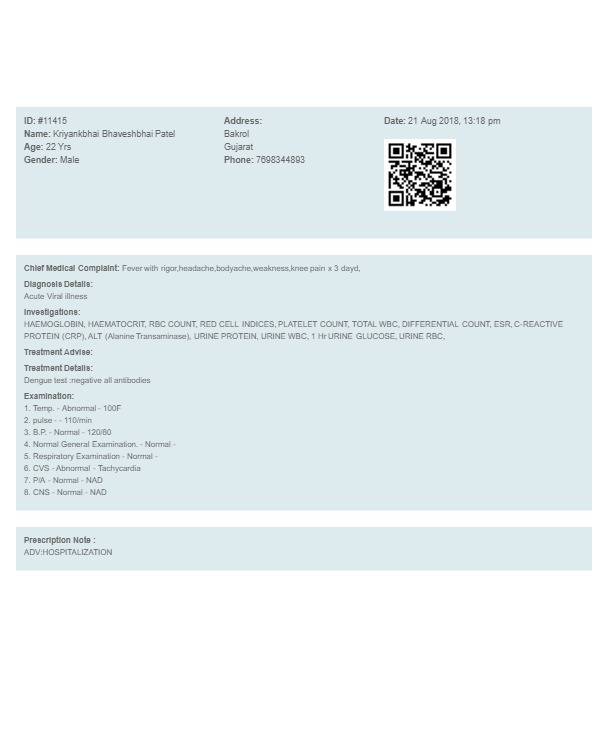 ID: #11415
Name: Kriyankbhai Bhaveshbhai Patel
Age: 22 Yrs
Gender: Male
Address:
Bakrol
Gujarat
Phone: 7698344893
Date: 21 Aug 2018, 13:18 pm
Chief Medical Complaint: Fever with rigor,headache,bodyache,weakness,knee pain x 3 dayd,
Diagnosis Details:
Acute Viral illness
Investigations:
HAEMOGLOBIN, HAEMATOCRIT, RBC COUNT, RED CELL INDICES, PLATELET COUNT, TOTAL WBC, DIFFERENTIAL COUNT, ESR, C-REACTIVE
PROTEIN (CRP), ALT (Alanine Transaminase), URINE PROTEIN, URINE WBC, 1 Hr URINE GLUCOSE, URINE RBC,
Treatment Advise:
Treatment Details:
Dengue test :negative all antibodies
Examination:
1. Temp. - Abnormal - 100F
2. pulse - - 110/min
3. B.P. - Normal - 120/80
4. Normal General Examination. - Normal -
5. Respiratory Examination - Normal -
6. CVS - Abnormal - Tachycardia
7. P/A - Normal - NAD
8. CNS - Normal - NAD
Prescription Note :
ADV:HOSPITALIZATION